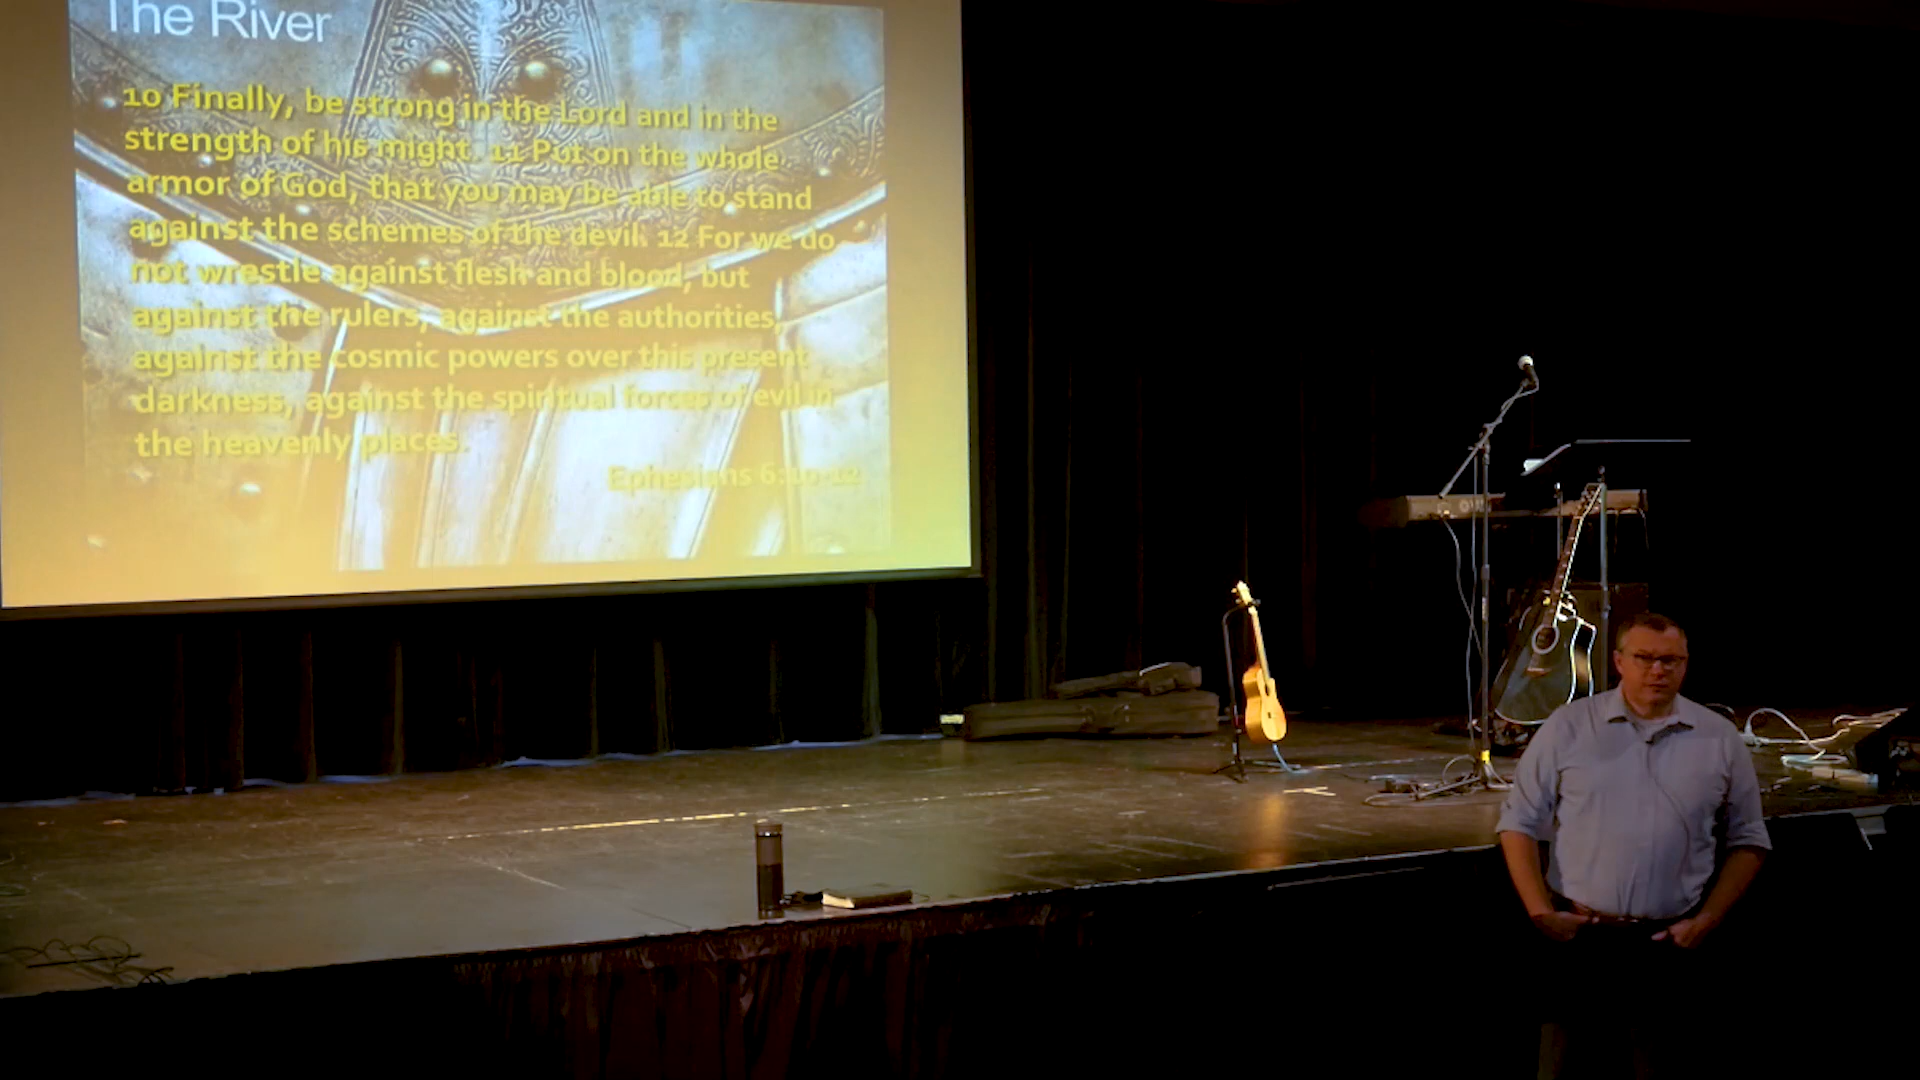 The River
10 Finally, be strong in the Lord and in the
strength of his might. 11 Put on the whole
armor of God, that you may be able to stand
against the schemes of the devil. 12 For we do
not wrestle against flesh and blood, but
against the rulers, against the authorities,
against the cosmic powers over this present
darkness, against the spiritual forces of evil in
the heavenly places.
Ephesians 6:10-12